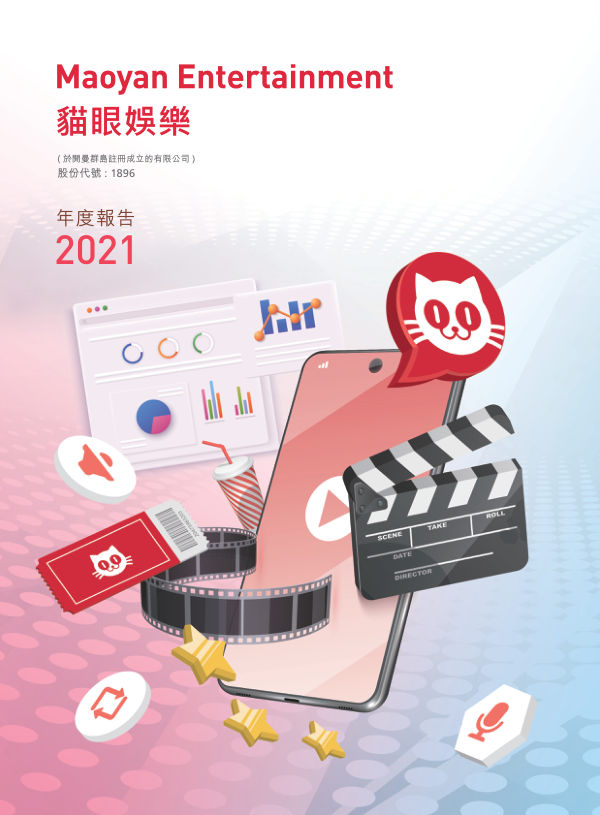 Maoyan Entertainment
貓眼娛樂
(於開曼群島註冊成立的有限公司)
股份代號：1896
年度報告
2021
SCENE
TAKE
ROLL
DATE
DIRECTOR